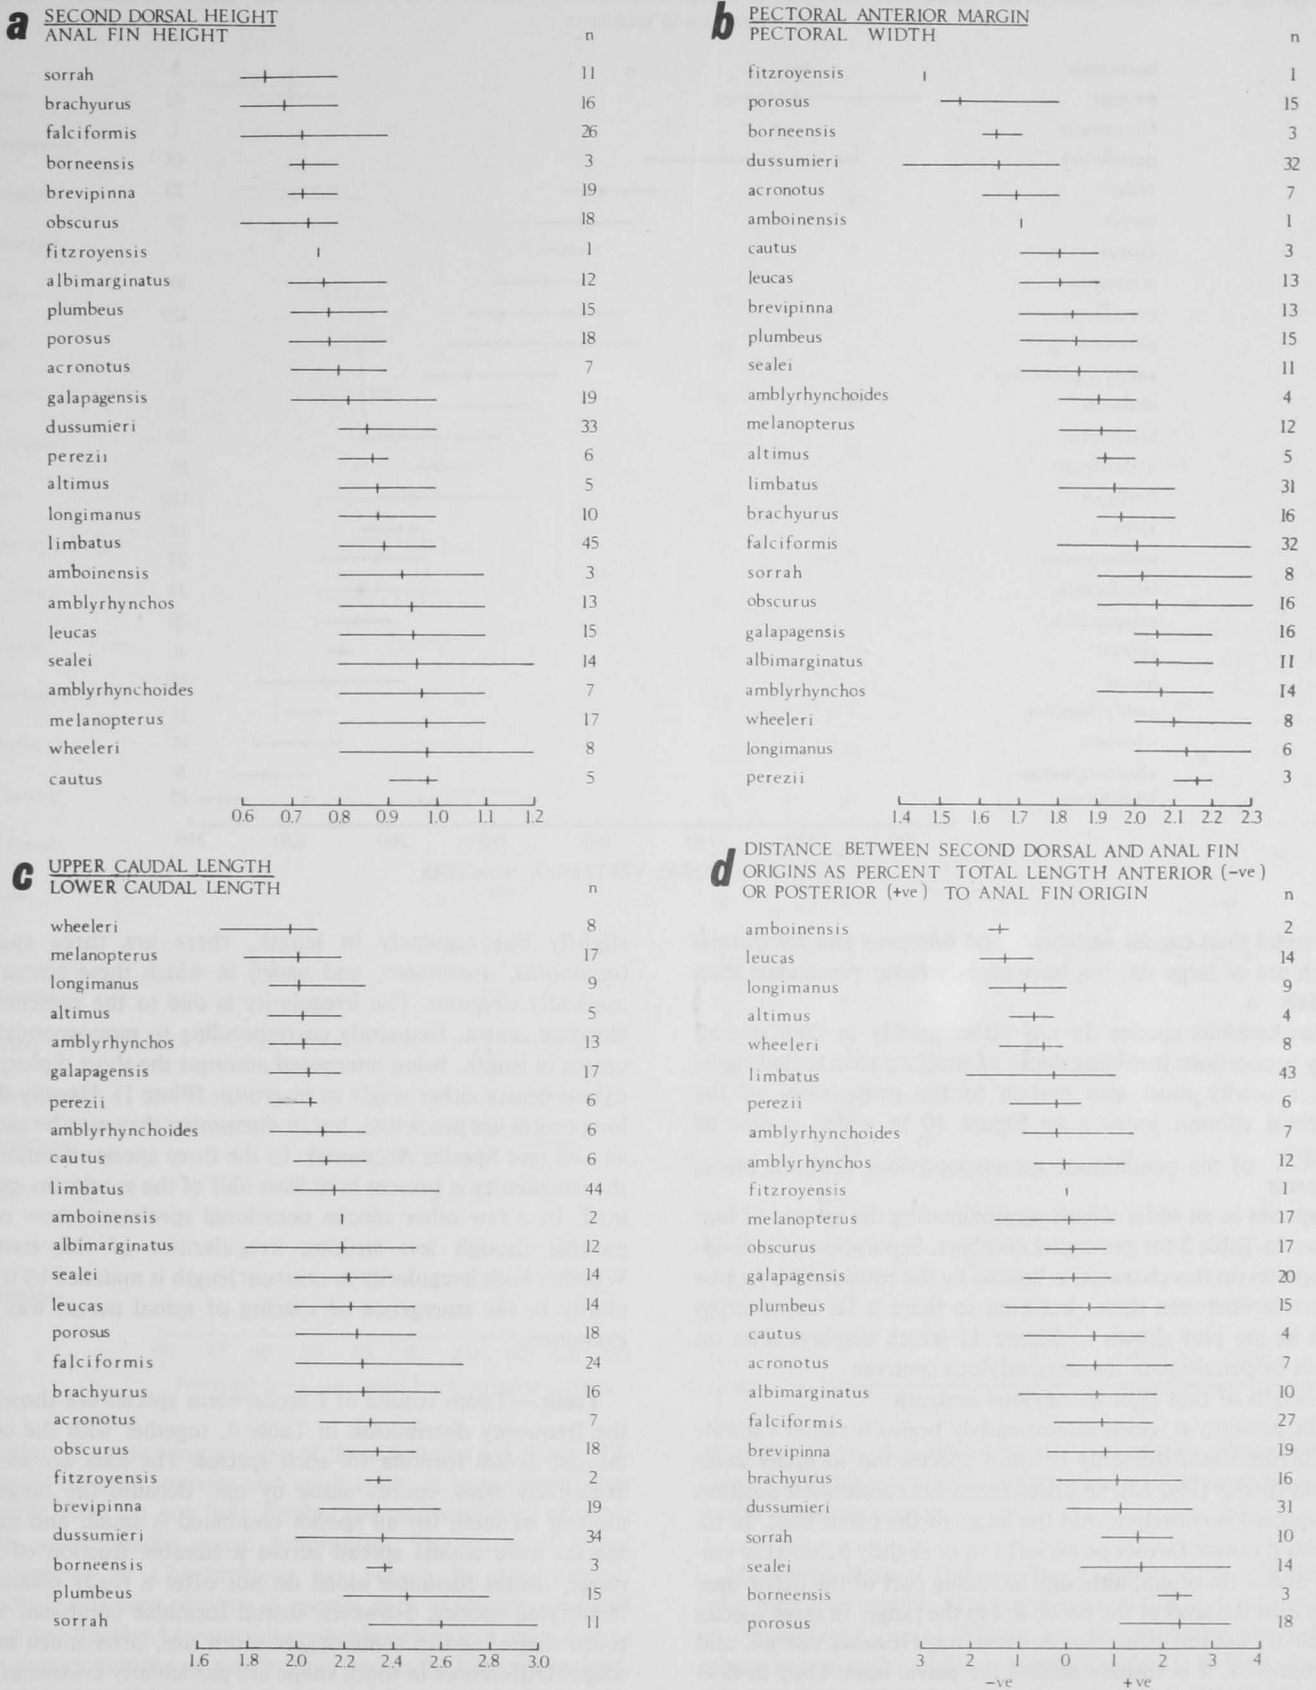 a SECOND DORSAL HEIGHT
ANAL FIN HEIGHT n
sorrah 11
brachyurus 16
falciformis 26
borneensis 3
brevipinna 19
obscurus 18
fitzroyensis 1
albimarginatus 12
plumbeus 15
porosus 18
acronotus 7
galapagensis 19
dussumieri 33
perezii 6
altimus 5
longimanus 10
limbatus 45
amboinensis 3
amblyrhynchos 13
leucas 15
sealei 14
amblyrhynchoides 7
melanopterus 17
wheeleri 8
cautus 5
0.6 0.7 0.8 0.9 1.0 1.1 1.2
b PECTORAL ANTERIOR MARGIN
PECTORAL WIDTH n
fitzroyensis 1
porosus 15
borneensis 3
dussumieri 32
acronotus 7
amboinensis 1
cautus 3
leucas 13
brevipinna 13
plumbeus 15
sealei 11
amblyrhynchoides 4
melanopterus 12
altimus 5
limbatus 31
brachyurus 16
falciformis 32
sorrah 8
obscurus 16
galapagensis 16
albimarginatus 11
amblyrhynchos 14
wheeleri 8
longimanus 6
perezii 3
1.4 1.5 1.6 1.7 1.8 1.9 2.0 2.1 2.2 2.3
c UPPER CAUDAL LENGTH
LOWER CAUDAL LENGTH n
wheeleri 8
melanopterus 17
longimanus 9
altimus 5
amblyrhynchos 13
galapagensis 17
perezii 6
amblyrhynchoides 6
cautus 6
limbatus 44
amboinensis 2
albimarginatus 12
sealei 14
leucas 14
porosus 18
falciformis 24
brachyurus 16
acronotus 7
obscurus 18
fitzroyensis 2
brevipinna 19
dussumieri 34
borneensis 3
plumbeus 15
sorrah 11
1.6 1.8 2.0 2.2 2.4 2.6 2.8 3.0
d DISTANCE BETWEEN SECOND DORSAL AND ANAL FIN
ORIGINS AS PERCENT TOTAL LENGTH ANTERIOR (-ve)
OR POSTERIOR (+ve) TO ANAL FIN ORIGIN n
amboinensis 2
leucas 14
longimanus 9
altimus 4
wheeleri 8
limbatus 43
perezii 6
amblyrhynchoides 7
amblyrhynchos 12
fitzroyensis 1
melanopterus 17
obscurus 17
galapagensis 20
plumbeus 15
cautus 4
acronotus 7
albimarginatus 10
falciformis 27
brevipinna 19
brachyurus 16
dussumieri 31
sorrah 10
sealei 14
borneensis 3
porosus 18
3 2 1 0 1 2 3 4
-ve +ve